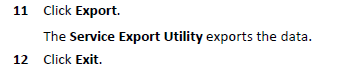 11 Click Export.
The Service Export Utility exports the data.
12 Click Exit.